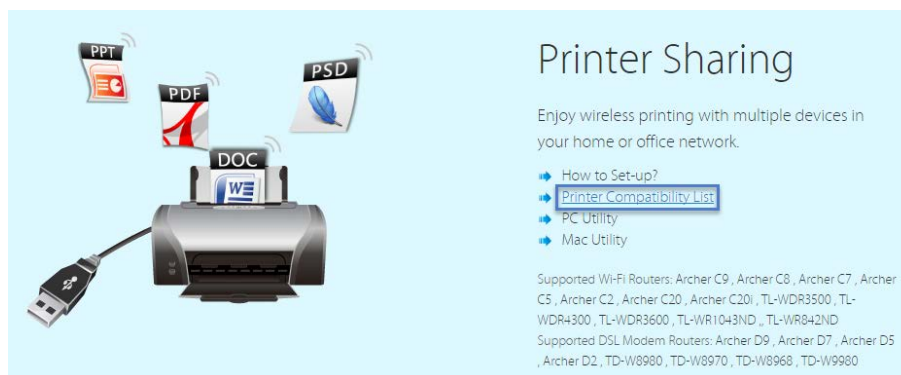 PPT
PDF
PSD
DOC
W
Printer Sharing
Enjoy wireless printing with multiple devices in
your home or office network.
How to Set-up?
Printer Compatibility List
PC Utility
Mac Utility
Supported Wi-Fi Routers: Archer C9 , Archer C8 , Archer C7 , Archer
C5 , Archer C2 , Archer C20 , Archer C20i , TL-WDR3500 , TL-
WDR4300 , TL-WDR3600 , TL-WR1043ND ,, TL-WR842ND
Supported DSL Modem Routers: Archer D9 , Archer D7 , Archer D5
, Archer D2 , TD-W8980 , TD-W8970 , TD-W8968 , TD-W9980